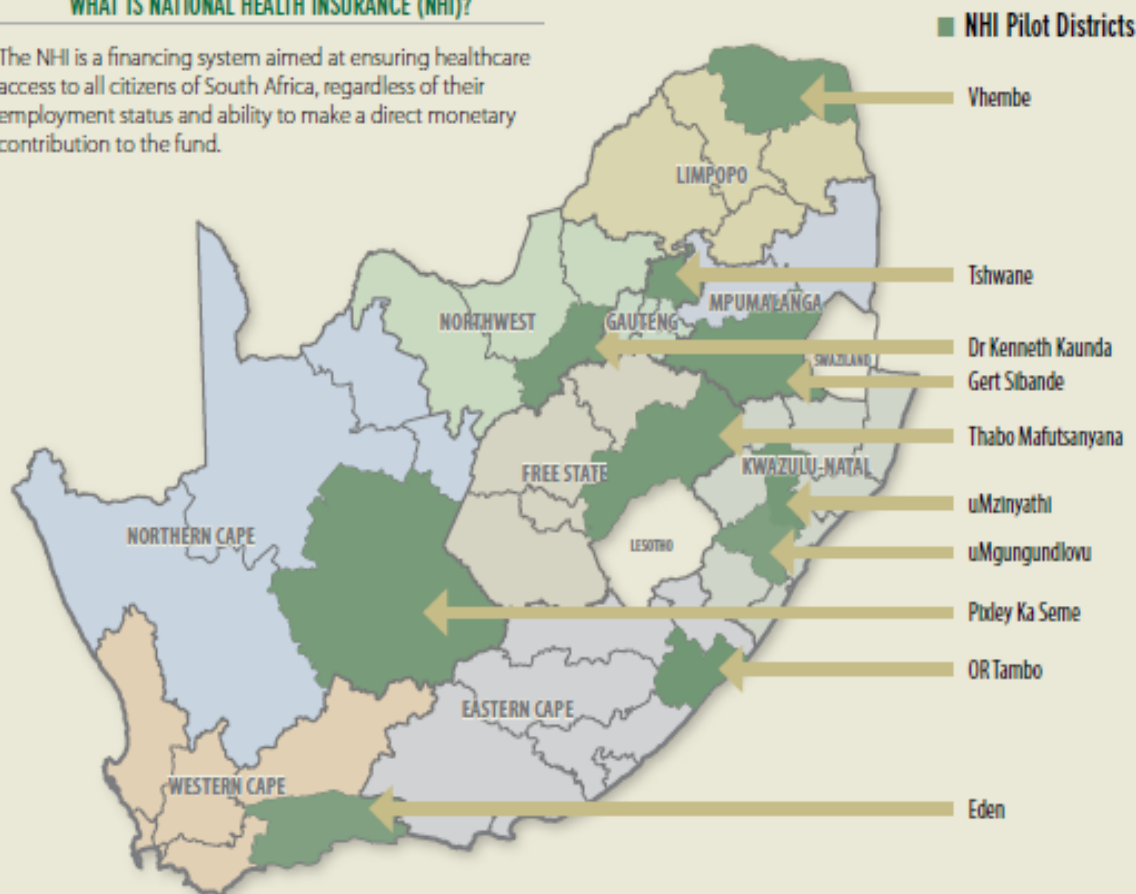 WHAT IS NATIONAL HEALTH INSURANCE (NHI)?
The NHI is a financing system aimed at ensuring healthcare
access to all citizens of South Africa, regardless of their
employment status and ability to make a direct monetary
contribution to the fund.
NHI Pilot Districts
Vhembe
LIMPOPO
Tshwane
MPUMALANGA
NORTHWEST
GAUTENG
Dr Kenneth Kaunda
SWAZILAND
Gert Sibande
Thabo Mafutsanyana
KWAZULU-NATAL
FREE STATE
uMzinyathi
NORTHERN CAPE
LESOTHO
uMgungundlovu
Pixley Ka Seme
OR Tambo
EASTERN CAPE
WESTERN CAPE
Eden